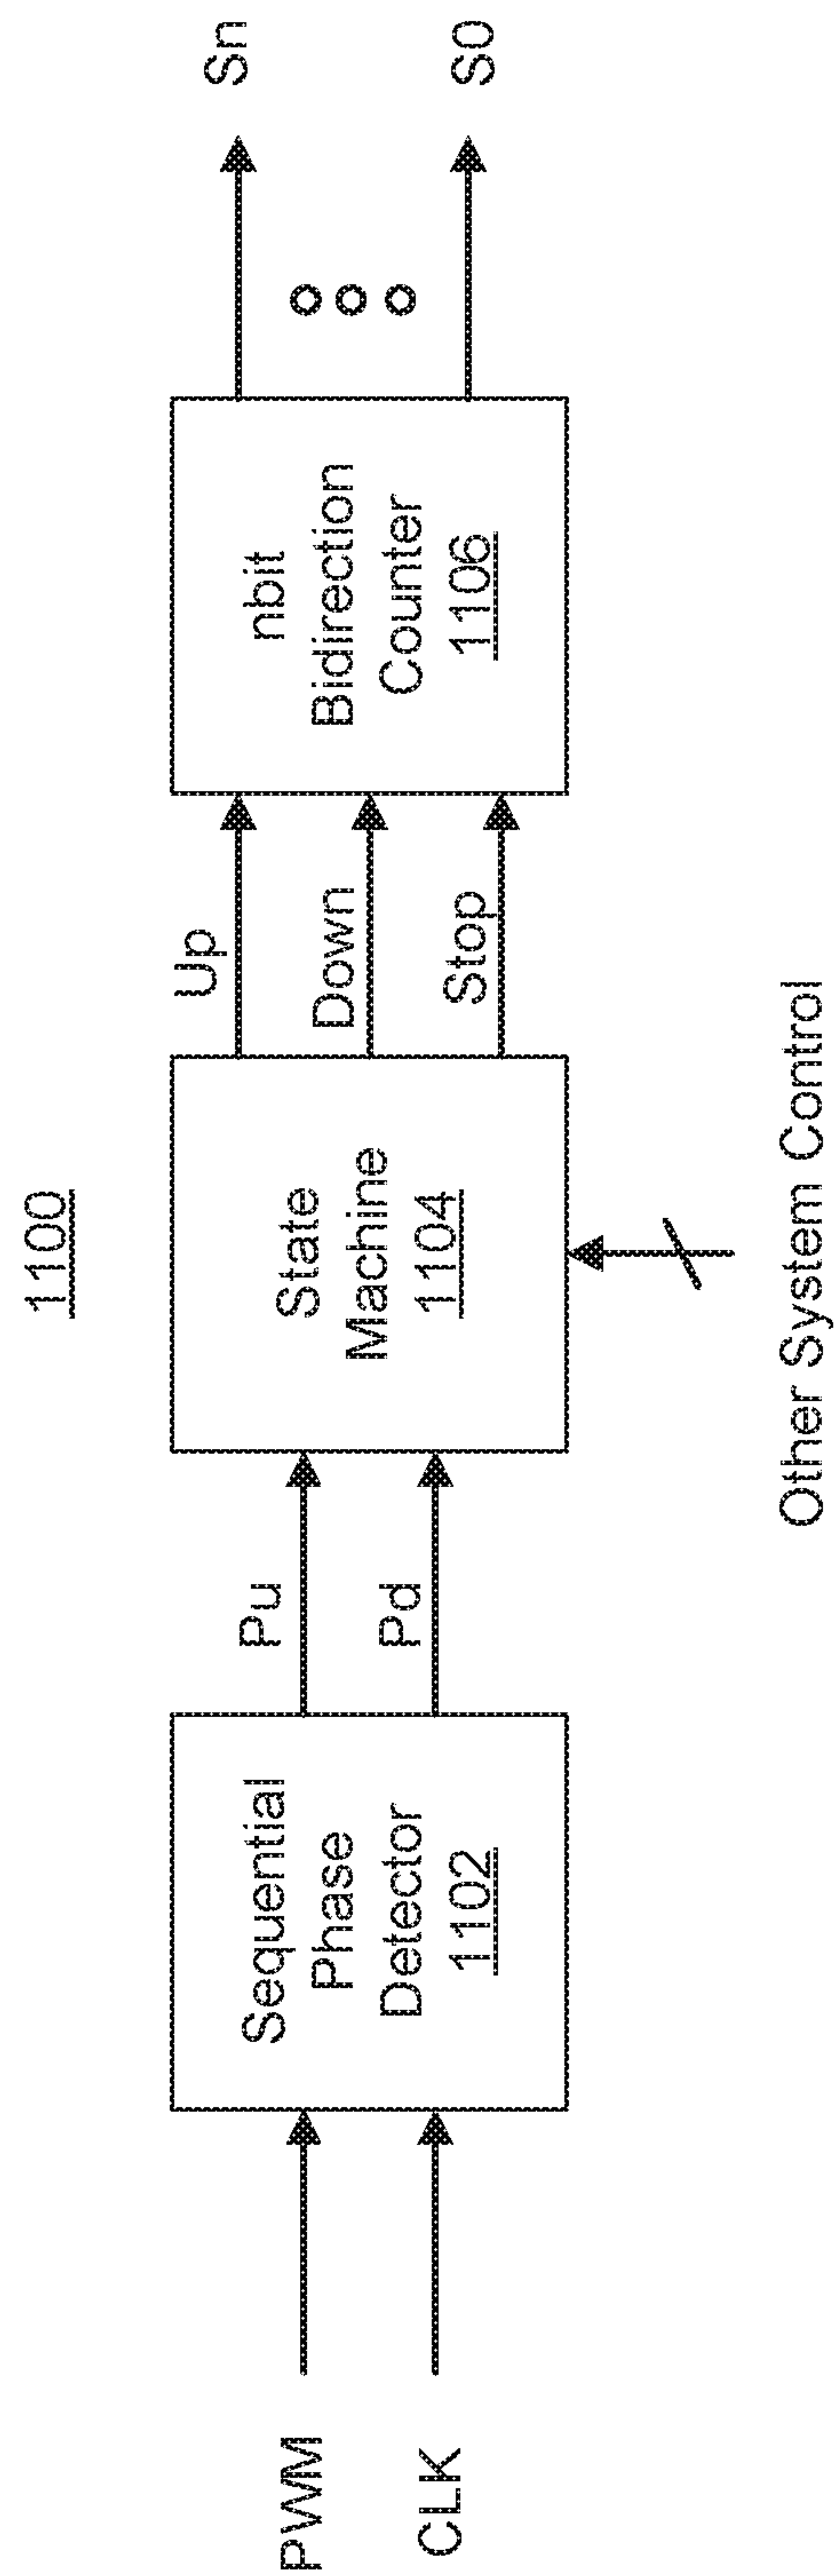 1100
PWM
CLK
Sequential
Phase
Detector
1102
Pu
Pd
State
Machine
1104
Up
Down
Stop
nbit
Bidirection
Counter
1106
Sn
S0
Other System Control